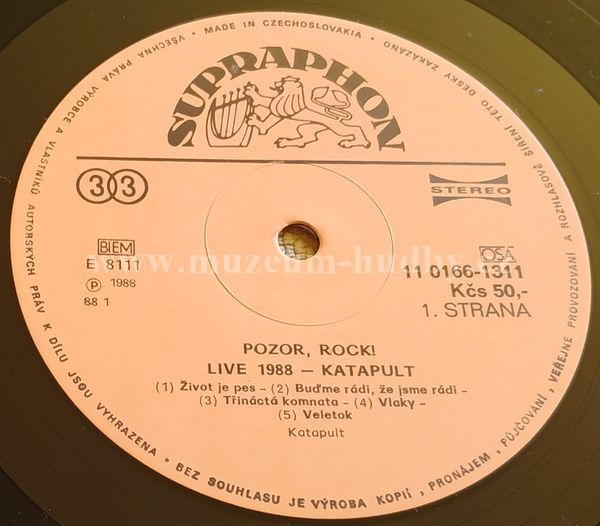 MADE IN CZECHOSLOVAKIA • VŠECHNA PRÁVA VÝROBCE A VLASTNÍKŮ AUTORSKÝCH PRÁV K DÍLU JSOU VYHRAZENA • BEZ SOUHLASU JE VÝROBA KOPIÍ, PRONÁJEM, PŮJČOVÁNÍ, VEŘEJNÉ PROVOZOVÁNÍ A ROZHLASOVÉ ŠÍŘENÍ TÉTO DESKY ZAKÁZÁNO •
SUPRAPHON
33
STEREO
BIEM
OSA
E 8111
11 0166-1311
www.muzeum-hudby.cz
Ⓟ 1988
Kčs 50,-
88 1
1. STRANA
POZOR, ROCK!
LIVE 1988 – KATAPULT
(1) Život je pes – (2) Buďme rádi, že jsme rádi –
(3) Třináctá komnata – (4) Vlaky –
(5) Veletok
Katapult